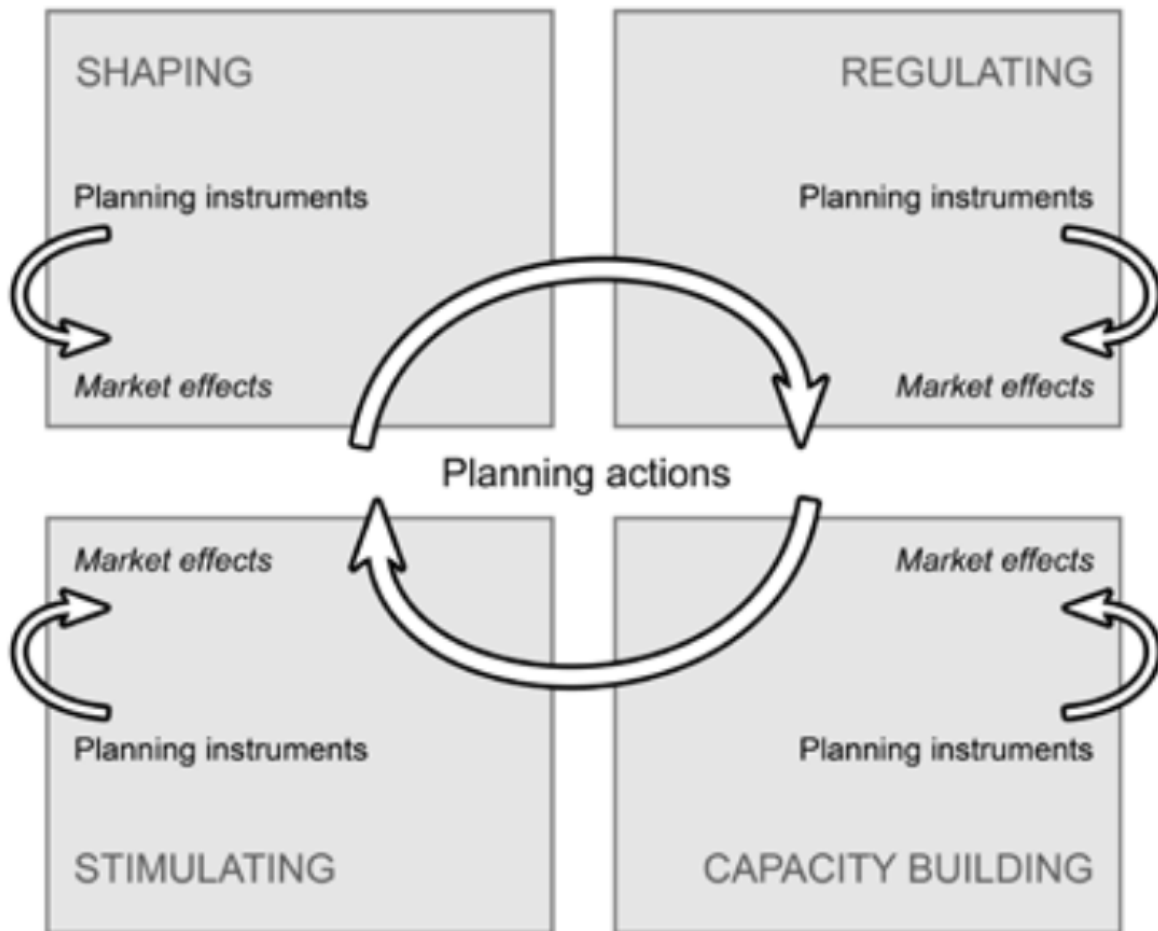 SHAPING
REGULATING
Planning instruments
Planning instruments
Market effects
Market effects
Planning actions
Market effects
Market effects
Planning instruments
Planning instruments
STIMULATING
CAPACITY BUILDING